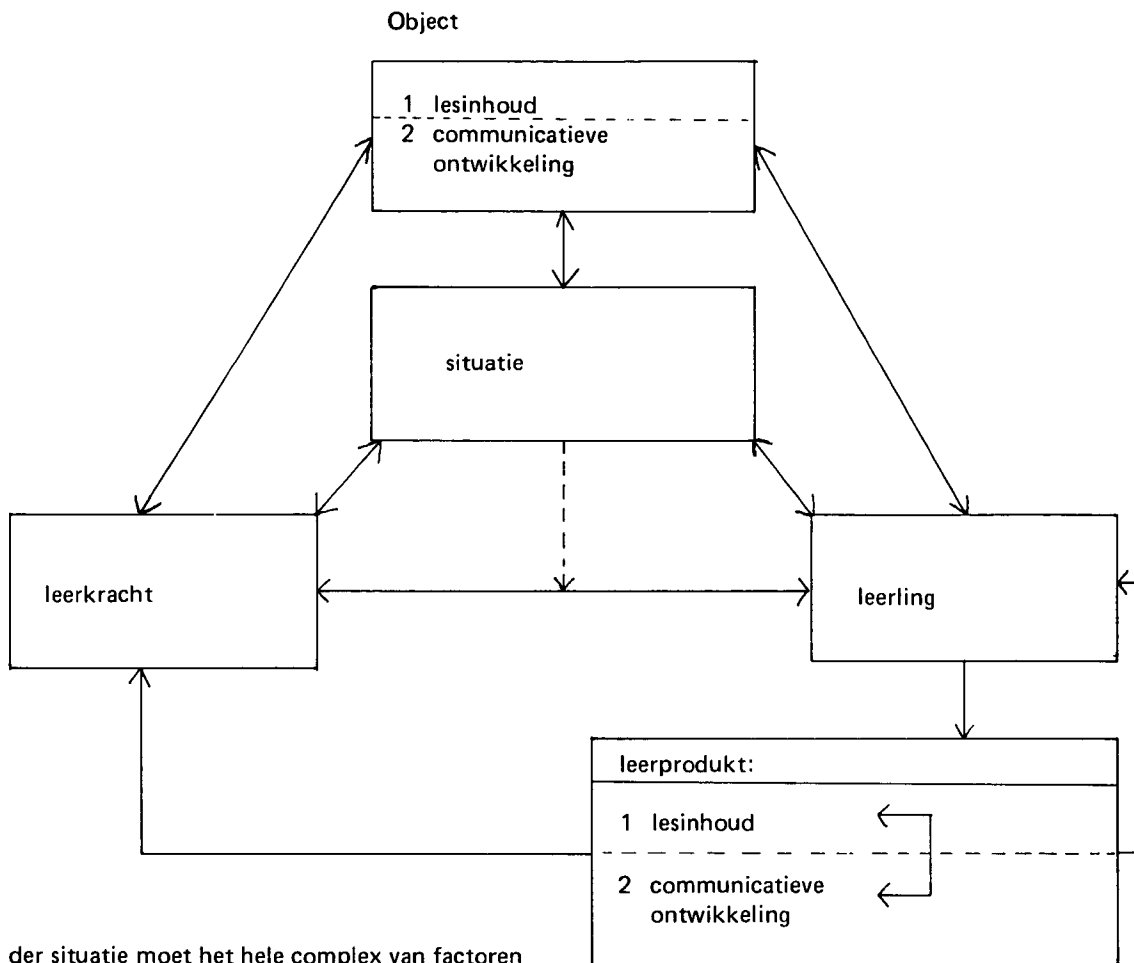 Object
1 lesinhoud
2 communicatieve
ontwikkeling
situatie
leerkracht
leerling
leerprodukt:
1 lesinhoud
2 communicatieve
ontwikkeling
der situatie moet het hele complex van factoren